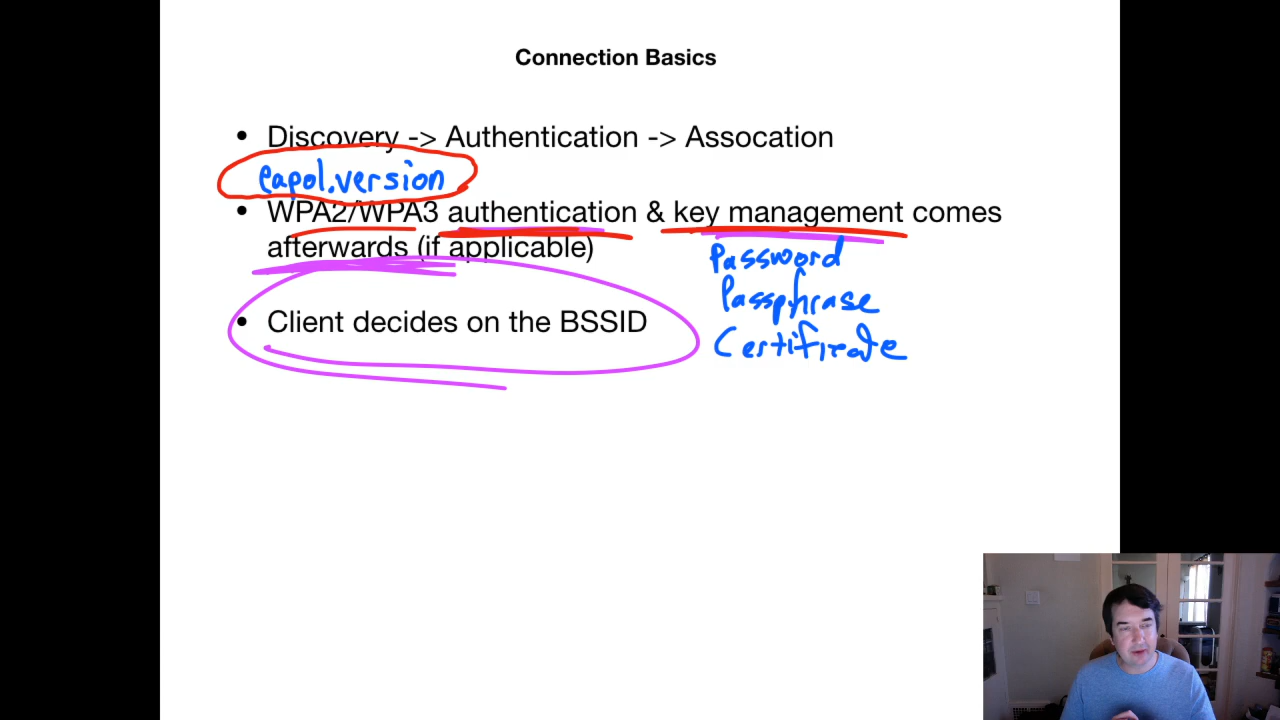 Connection Basics
• Discovery -> Authentication -> Assocation
eapol.version
• WPA2/WPA3 authentication & key management comes
afterwards (if applicable)
Password
Passphrase
• Client decides on the BSSID
Certificate